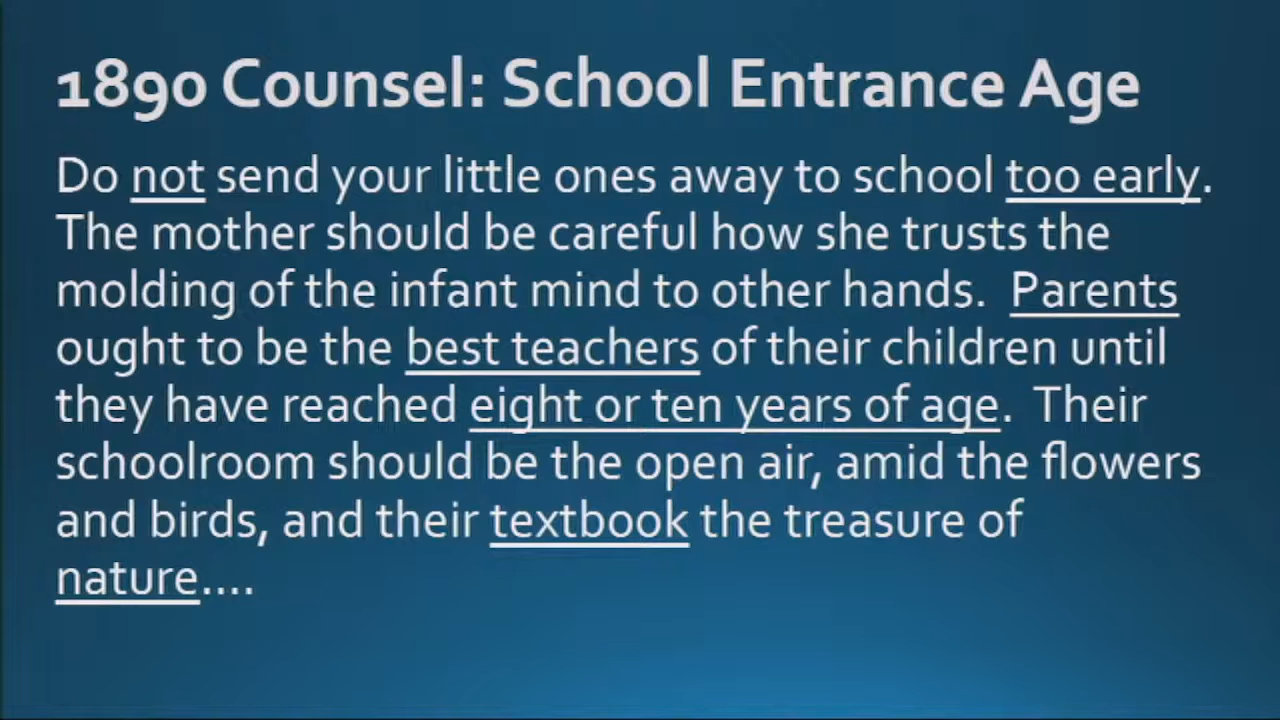 1890 Counsel: School Entrance Age
Do not send your little ones away to school too early.
The mother should be careful how she trusts the
molding of the infant mind to other hands.  Parents
ought to be the best teachers of their children until
they have reached eight or ten years of age.  Their
schoolroom should be the open air, amid the flowers
and birds, and their textbook the treasure of
nature....